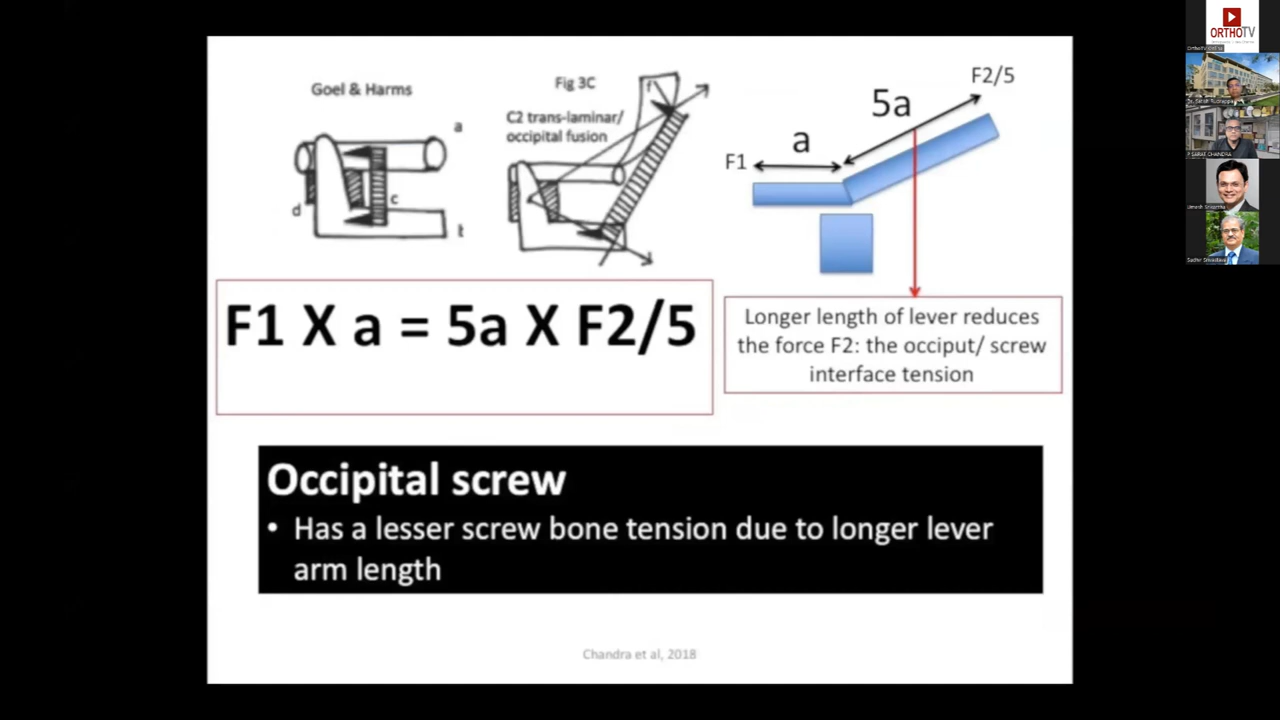 Goel & Harms
a
c
d
t
Fig 3C
C2 trans-laminar/
occipital fusion
f
F2/5
5a
a
F1
F1 X a = 5a X F2/5
Longer length of lever reduces
the force F2: the occiput/ screw
interface tension
Occipital screw
• Has a lesser screw bone tension due to longer lever
arm length
Chandra et al, 2018
ORTHOTV
P SARAT CHANDRA